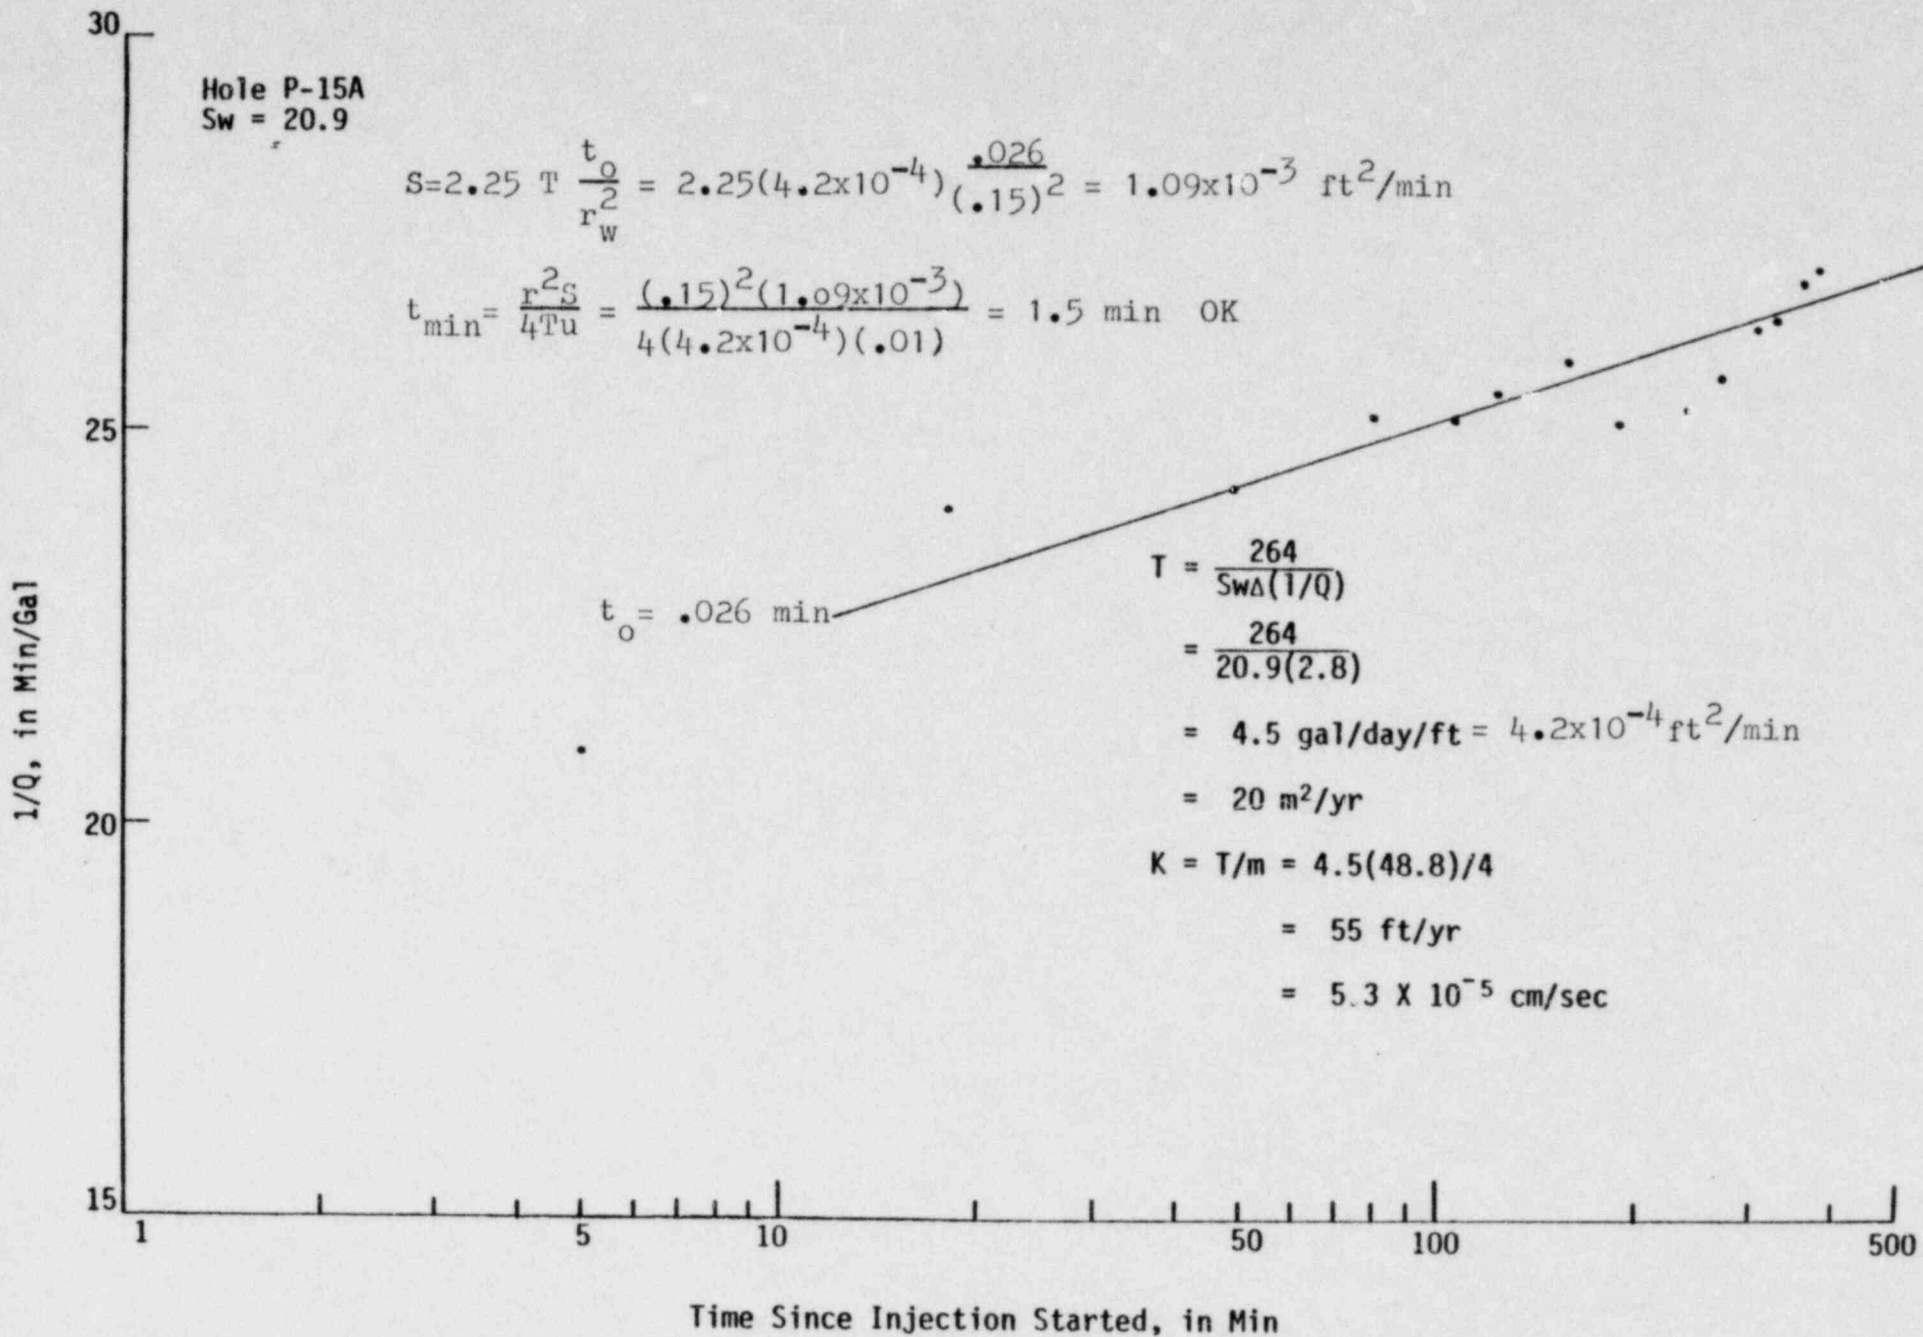 30
Hole P-15A
Sw = 20.9
S=2.25 T t_o/r_w^2 = 2.25(4.2x10^-4) .026/(.15)^2 = 1.09x10^-3 ft^2/min
t_min = r^2S/4Tu = (.15)^2(1.09x10^-3)/4(4.2x10^-4)(.01) = 1.5 min OK
25
t_o = .026 min
T = 264/Sw∆(1/Q)
= 264/20.9(2.8)
= 4.5 gal/day/ft = 4.2x10^-4 ft^2/min
= 20 m²/yr
20
K = T/m = 4.5(48.8)/4
= 55 ft/yr
= 5.3 X 10^-5 cm/sec
15
1/Q, in Min/Gal
1 5 10 50 100 500
Time Since Injection Started, in Min